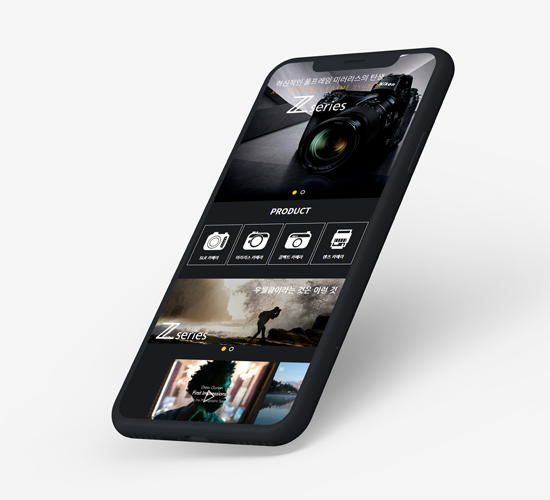 혁신적인 풀프레임 미러리스의 탄생
Nikon
Z series
PRODUCT
SLR 카메라
미러리스 카메라
콤팩트 카메라
렌즈 카메라
우월함이라는 것은 이런 것
Z series
First Impressions